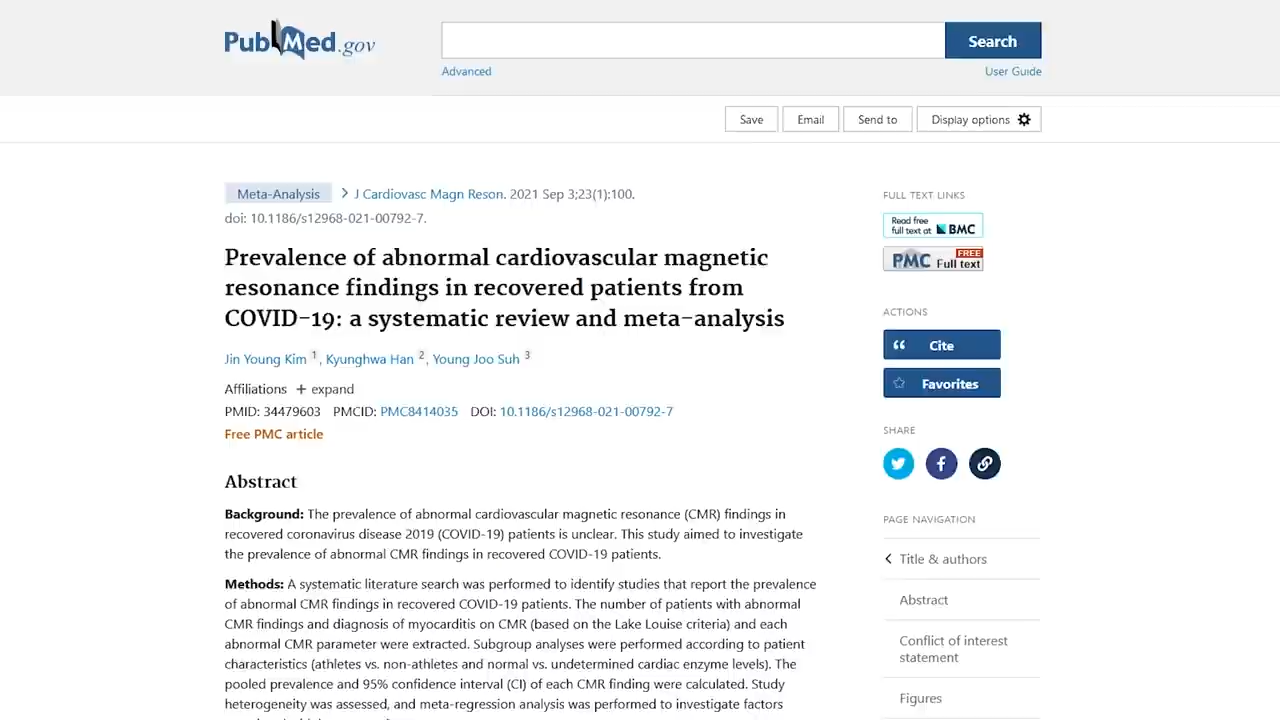 PubMed.gov
Search
Advanced
User Guide
Save
Email
Send to
Display options
Meta-Analysis
J Cardiovasc Magn Reson. 2021 Sep 3;23(1):100.
doi: 10.1186/s12968-021-00792-7.
Prevalence of abnormal cardiovascular magnetic
resonance findings in recovered patients from
COVID-19: a systematic review and meta-analysis
Jin Young Kim 1, Kyunghwa Han 2, Young Joo Suh 3
Affiliations + expand
PMID: 34479603 PMCID: PMC8414035 DOI: 10.1186/s12968-021-00792-7
Free PMC article
Abstract
Background: The prevalence of abnormal cardiovascular magnetic resonance (CMR) findings in
recovered coronavirus disease 2019 (COVID-19) patients is unclear. This study aimed to investigate
the prevalence of abnormal CMR findings in recovered COVID-19 patients.
Methods: A systematic literature search was performed to identify studies that report the prevalence
of abnormal CMR findings in recovered COVID-19 patients. The number of patients with abnormal
CMR findings and diagnosis of myocarditis on CMR (based on the Lake Louise criteria) and each
abnormal CMR parameter were extracted. Subgroup analyses were performed according to patient
characteristics (athletes vs. non-athletes and normal vs. undetermined cardiac enzyme levels). The
pooled prevalence and 95% confidence interval (CI) of each CMR finding were calculated. Study
heterogeneity was assessed, and meta-regression analysis was performed to investigate factors
FULL TEXT LINKS
Read free
full text at BMC
PMC FREE
Full text
ACTIONS
Cite
Favorites
SHARE
PAGE NAVIGATION
Title & authors
Abstract
Conflict of interest
statement
Figures